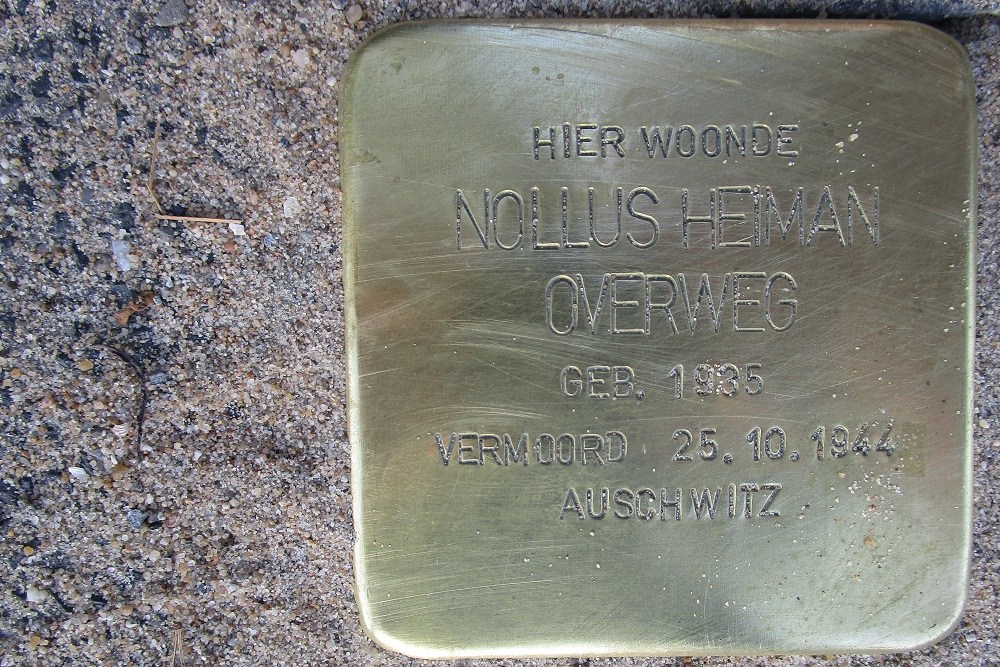 HIER WOONDE
NOLLUS HEIMAN
OVERWEG
GEB. 1935
VERMOORD 25.10.1944
AUSCHWITZ